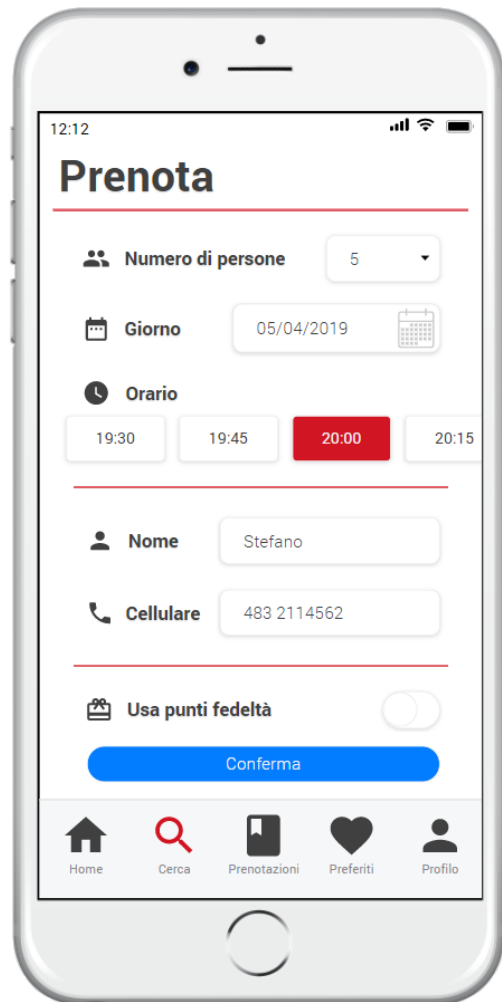 12:12
Prenota
Numero di persone 5
Giorno 05/04/2019
Orario
19:30 19:45 20:00 20:15
Nome Stefano
Cellulare 483 2114562
Usa punti fedeltà
Conferma
Home Cerca Prenotazioni Preferiti Profilo